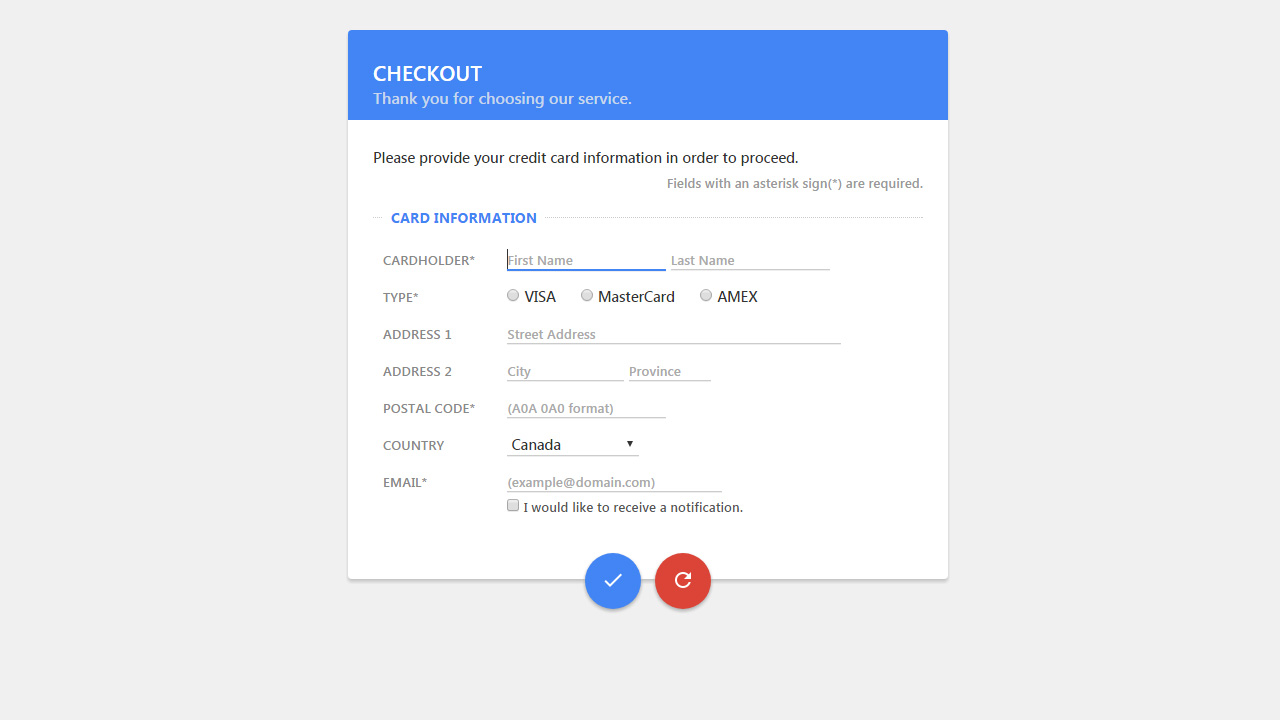 CHECKOUT
Thank you for choosing our service.
Please provide your credit card information in order to proceed.
Fields with an asterisk sign(*) are required.
CARD INFORMATION
CARDHOLDER* First Name Last Name
TYPE* VISA MasterCard AMEX
ADDRESS 1 Street Address
ADDRESS 2 City Province
POSTAL CODE* (A0A 0A0 format)
COUNTRY Canada
EMAIL* (example@domain.com)
I would like to receive a notification.